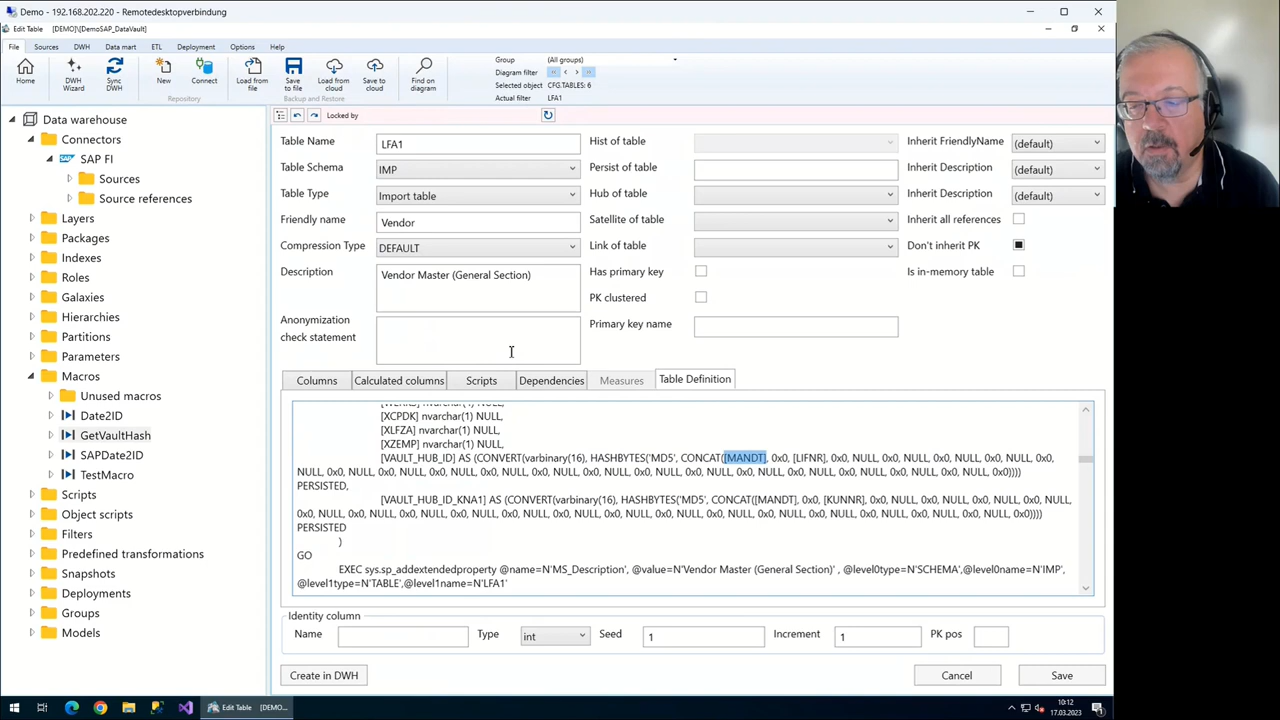 Demo - 192.168.202.220 - Remotedesktopverbindung
Edit Table [DEMO]\[DemoSAP_DataVault]
File Sources DWH Data mart ETL Deployment Options Help
Home DWH Wizard Sync DWH New Connect Load from file Save to file Load from cloud Save to cloud Find on diagram
Repository Backup and Restore
Group (All groups)
Diagram filter
Selected object CFG.TABLES: 6
Actual filter LFA1
Locked by
Data warehouse
Connectors
SAP FI
Sources
Source references
Layers
Packages
Indexes
Roles
Galaxies
Hierarchies
Partitions
Parameters
Macros
Unused macros
Date2ID
GetVaultHash
SAPDate2ID
TestMacro
Scripts
Object scripts
Filters
Predefined transformations
Snapshots
Deployments
Groups
Models
Table Name LFA1 Hist of table Inherit FriendlyName (default)
Table Schema IMP Persist of table Inherit Description (default)
Table Type Import table Hub of table Inherit Description (default)
Friendly name Vendor Satellite of table Inherit all references
Compression Type DEFAULT Link of table Don't inherit PK
Description Vendor Master (General Section) Has primary key Is in-memory table
PK clustered
Anonymization check statement Primary key name
Columns Calculated columns Scripts Dependencies Measures Table Definition
[XCPDK] nvarchar(1) NULL,
[XLFZA] nvarchar(1) NULL,
[XZEMP] nvarchar(1) NULL,
[VAULT_HUB_ID] AS (CONVERT(varbinary(16), HASHBYTES('MD5', CONCAT([MANDT], 0x0, [LIFNR], 0x0, NULL, 0x0, NULL, 0x0, NULL, 0x0, NULL, 0x0,
NULL, 0x0, NULL, 0x0, NULL, 0x0, NULL, 0x0, NULL, 0x0, NULL, 0x0, NULL, 0x0, NULL, 0x0, NULL, 0x0, NULL, 0x0, NULL, 0x0, NULL, 0x0))))
PERSISTED,
[VAULT_HUB_ID_KNA1] AS (CONVERT(varbinary(16), HASHBYTES('MD5', CONCAT([MANDT], 0x0, [KUNNR], 0x0, NULL, 0x0, NULL, 0x0, NULL, 0x0, NULL,
0x0, NULL, 0x0, NULL, 0x0, NULL, 0x0, NULL, 0x0, NULL, 0x0, NULL, 0x0, NULL, 0x0, NULL, 0x0, NULL, 0x0, NULL, 0x0, NULL, 0x0, NULL, 0x0))))
PERSISTED
)
GO
EXEC sys.sp_addextendedproperty @name=N'MS_Description', @value=N'Vendor Master (General Section)' , @level0type=N'SCHEMA',@level0name=N'IMP',
@level1type=N'TABLE',@level1name=N'LFA1'
Identity column
Name Type int Seed 1 Increment 1 PK pos
Create in DWH Cancel Save
Edit Table [DEMO... 10:12
17.03.2023